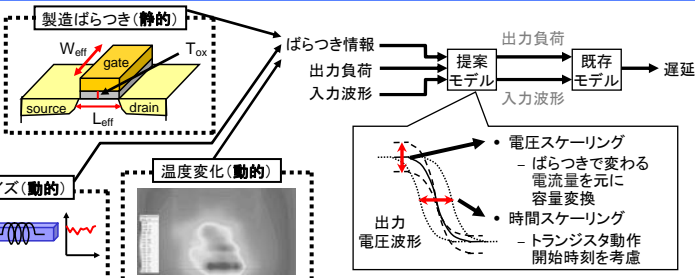 製造ばらつき(静的)
Weff
Tox
gate
source
drain
Leff
ばらつき情報
出力負荷
入力波形
提案
モデル
出力負荷
入力波形
既存
モデル
遅延
イズ(動的)
温度変化(動的)
出力
電圧波形
• 電圧スケーリング
– ばらつきで変わる
電流量を元に
容量変換
• 時間スケーリング
– トランジスタ動作
開始時刻を考慮